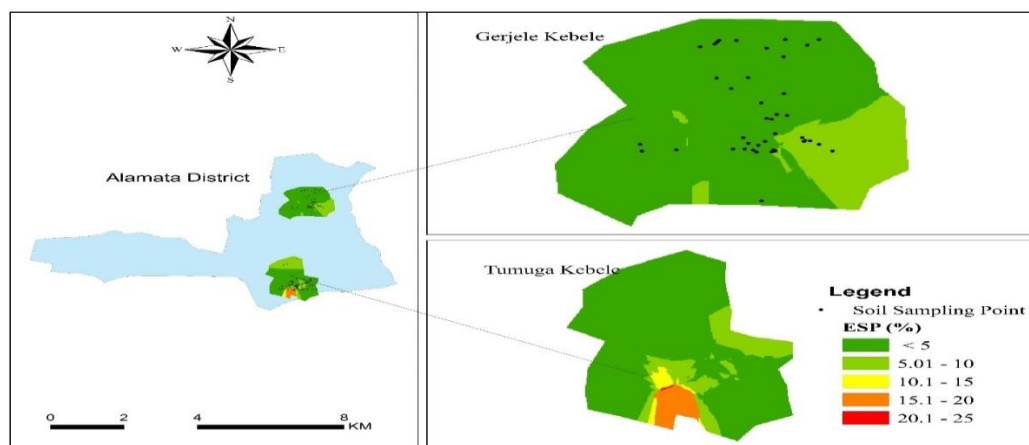 N
W E
S
Alamata District
0 2 4 8
KM
Gerjele Kebele
Tumuga Kebele
Legend
Soil Sampling Point
ESP (%)
< 5
5.01 - 10
10.1 - 15
15.1 - 20
20.1 - 25